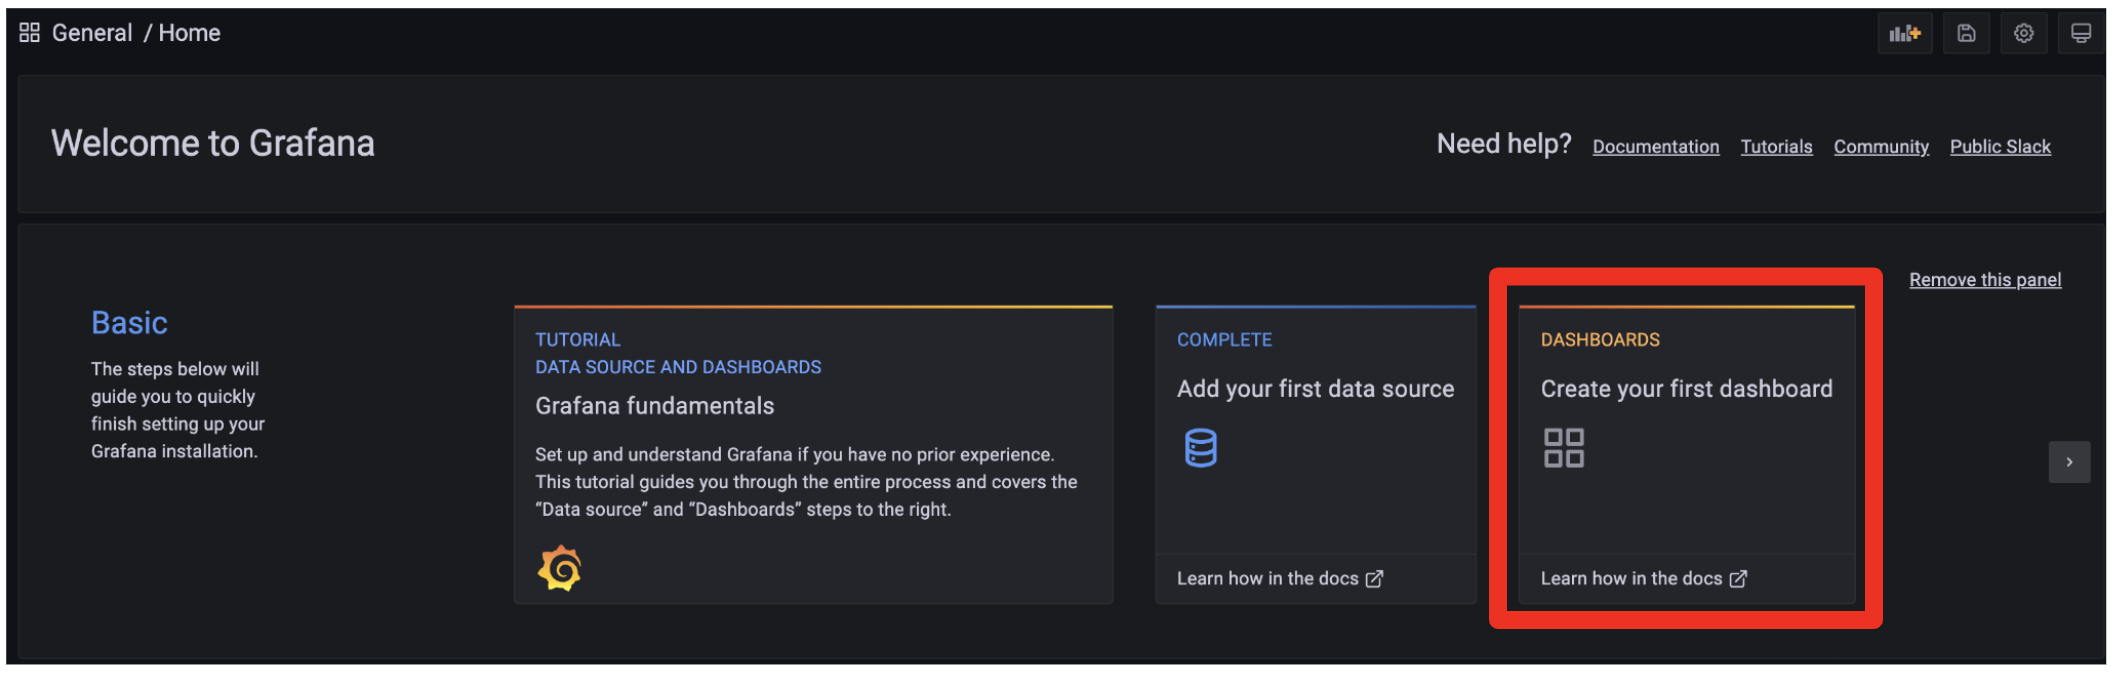 General / Home
Welcome to Grafana
Need help? Documentation Tutorials Community Public Slack
Remove this panel
Basic
The steps below will
guide you to quickly
finish setting up your
Grafana installation.
TUTORIAL
DATA SOURCE AND DASHBOARDS
Grafana fundamentals
Set up and understand Grafana if you have no prior experience.
This tutorial guides you through the entire process and covers the
“Data source” and “Dashboards” steps to the right.
COMPLETE
Add your first data source
Learn how in the docs
DASHBOARDS
Create your first dashboard
Learn how in the docs